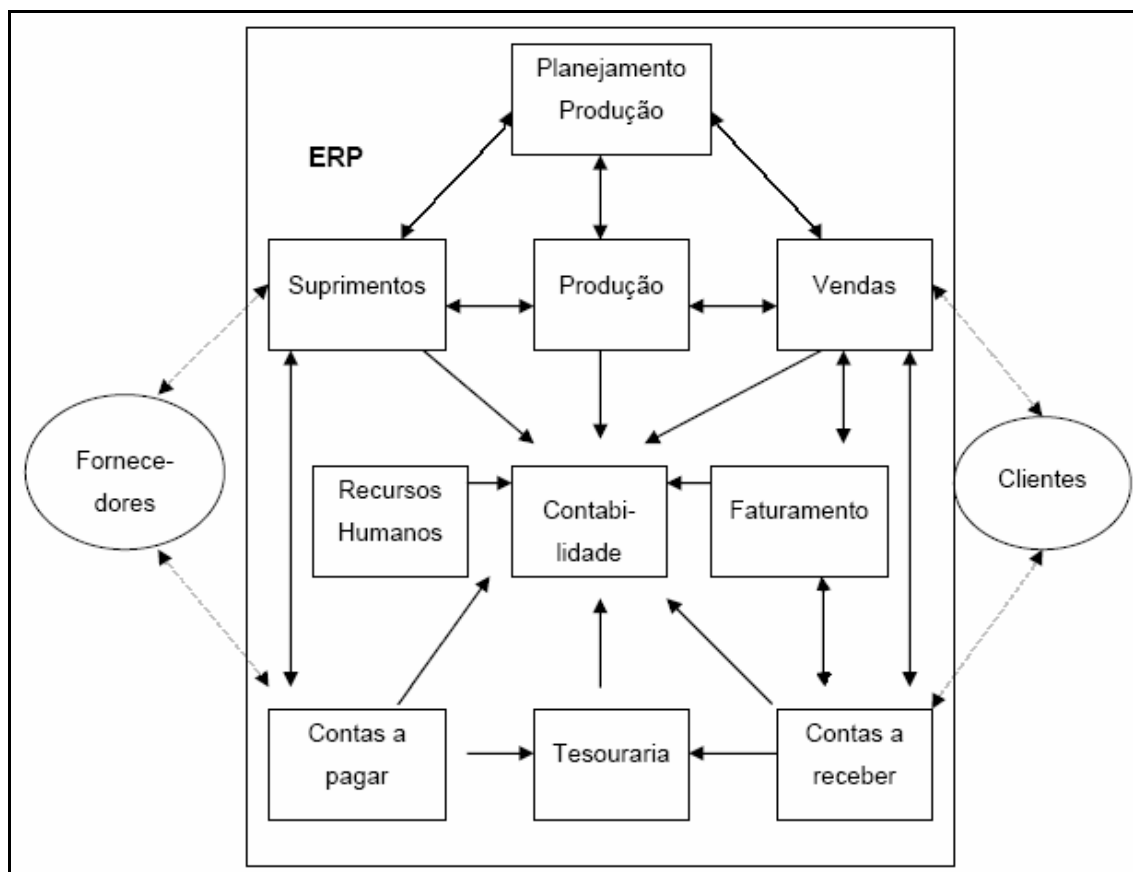 Planejamento
Produção
ERP
Suprimentos
Produção
Vendas
Fornece-
dores
Recursos
Humanos
Contabi-
lidade
Faturamento
Clientes
Contas a
pagar
Tesouraria
Contas a
receber